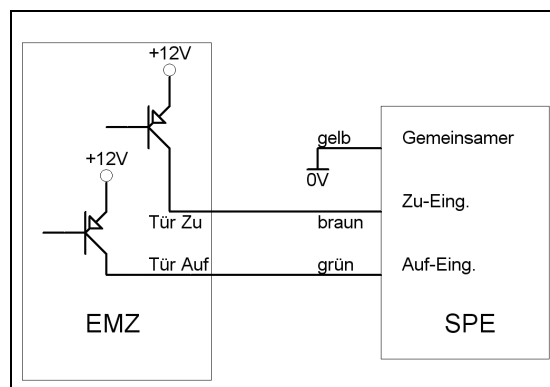 +12V
+12V
gelb
Gemeinsamer
0V
Zu-Eing.
Tür Zu
braun
Tür Auf
grün
Auf-Eing.
EMZ
SPE